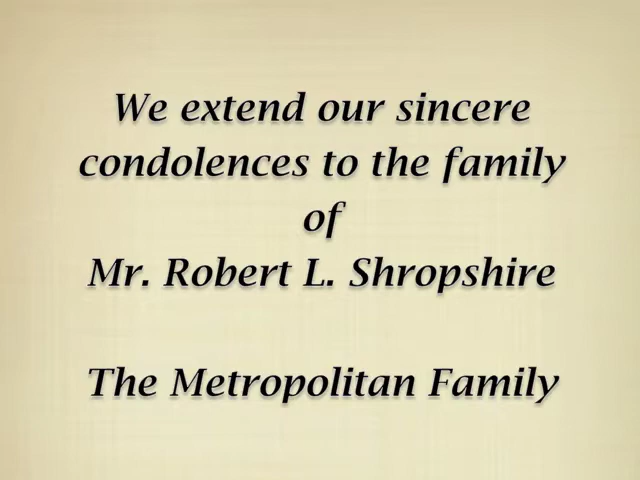 We extend our sincere
condolences to the family
of
Mr. Robert L. Shropshire
The Metropolitan Family